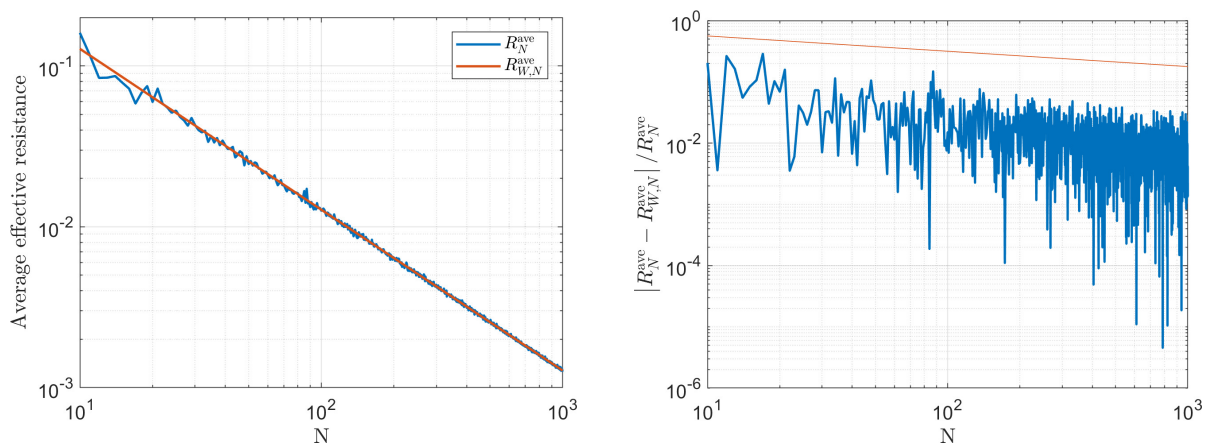 10^{-1}
10^{-2}
10^{-3}
10^1
10^2
10^3
Average effective resistance
N
R_N^{ave}
R_{W,N}^{ave}
10^0
10^{-2}
10^{-4}
10^{-6}
10^1
10^2
10^3
|R_N^{ave} − R_{W,N}^{ave}| / R_N^{ave}
N